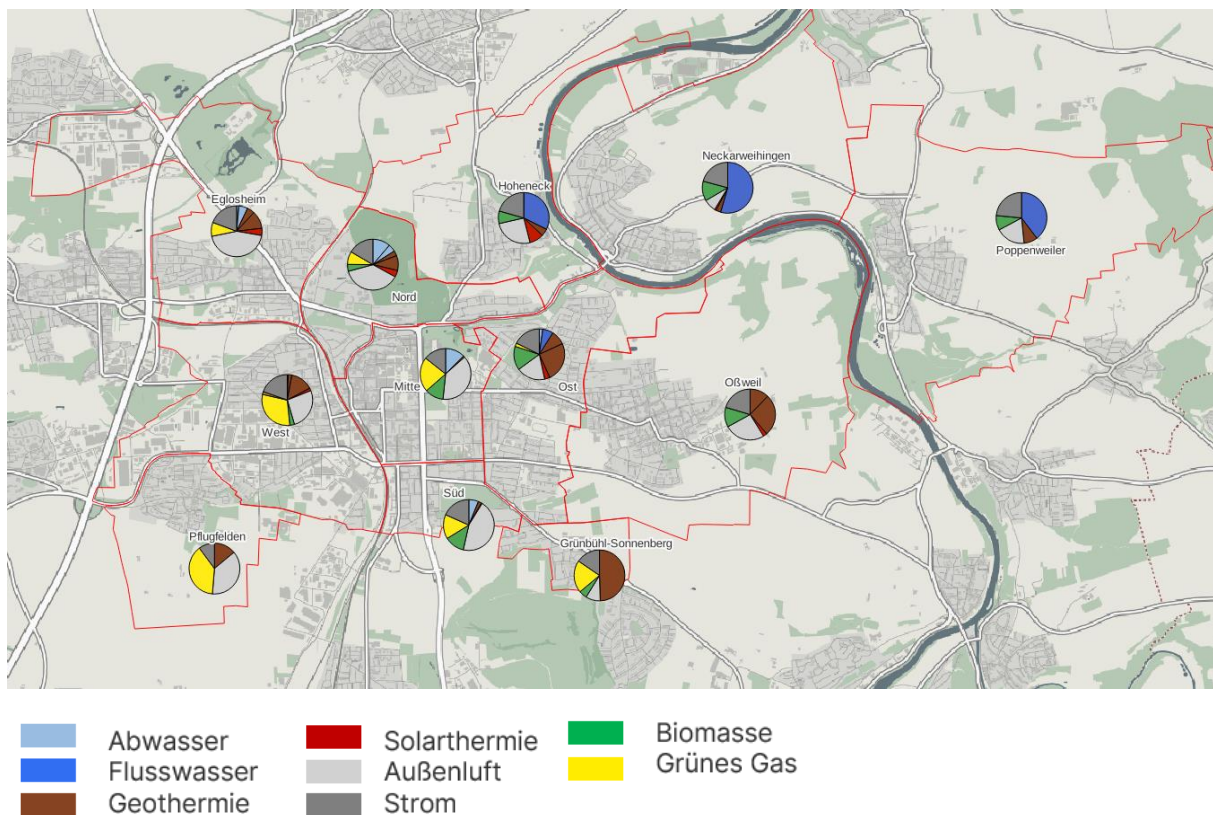 Neckarweihingen
Hoheneck
Eglosheim
Poppenweiler
Nord
Mitte
Ost
Oßweil
West
Süd
Pflugfelden
Grünbühl-Sonnenberg
Abwasser
Flusswasser
Geothermie
Solarthermie
Außenluft
Strom
Biomasse
Grünes Gas